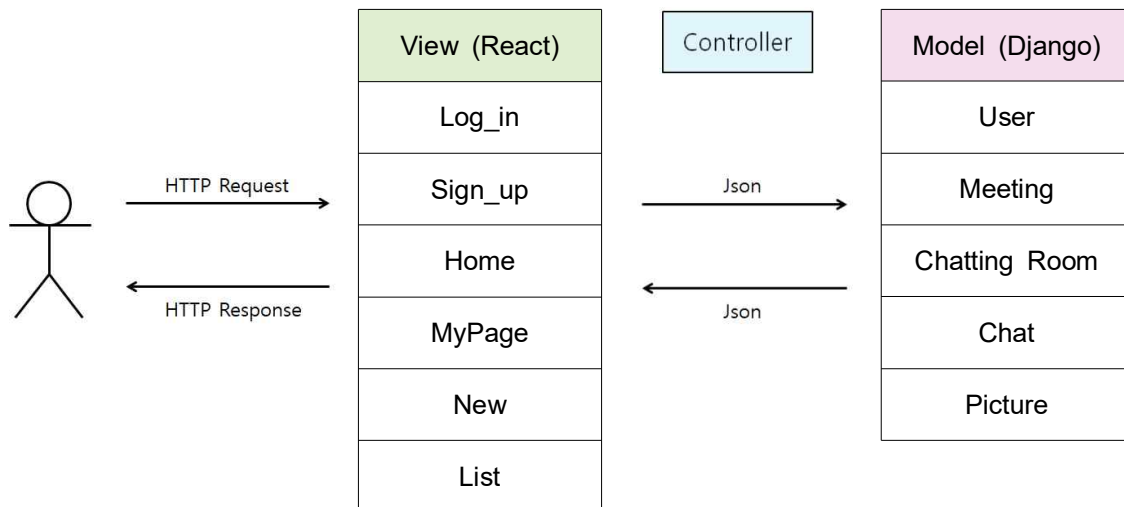 View (React)
Controller
Model (Django)
Log_in
User
HTTP Request
Sign_up
Json
Meeting
Home
Chatting Room
HTTP Response
Json
MyPage
Chat
New
Picture
List